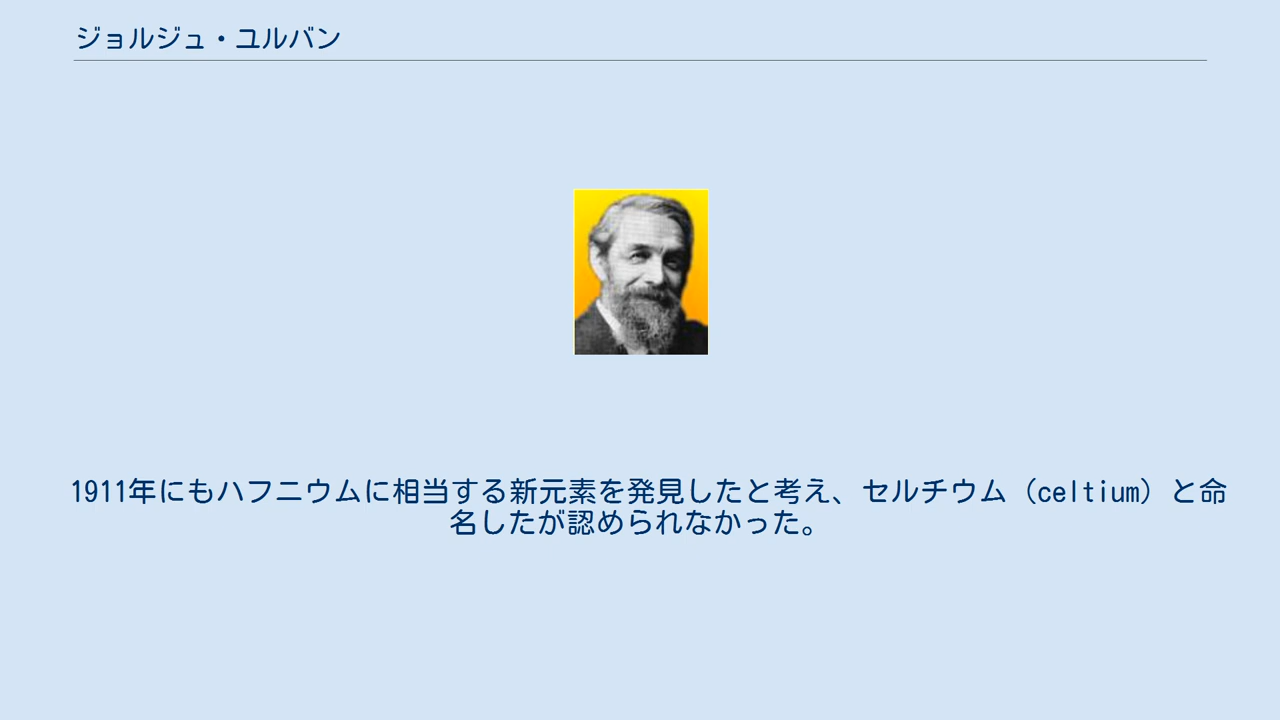 ジョルジュ・ユルバン
1911年にもハフニウムに相当する新元素を発見したと考え、セルチウム（celtium）と命
名したが認められなかった。